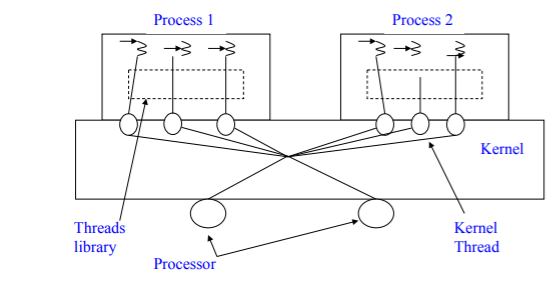 Process 1
Process 2
Kernel
Threads
library
Kernel
Thread
Processor